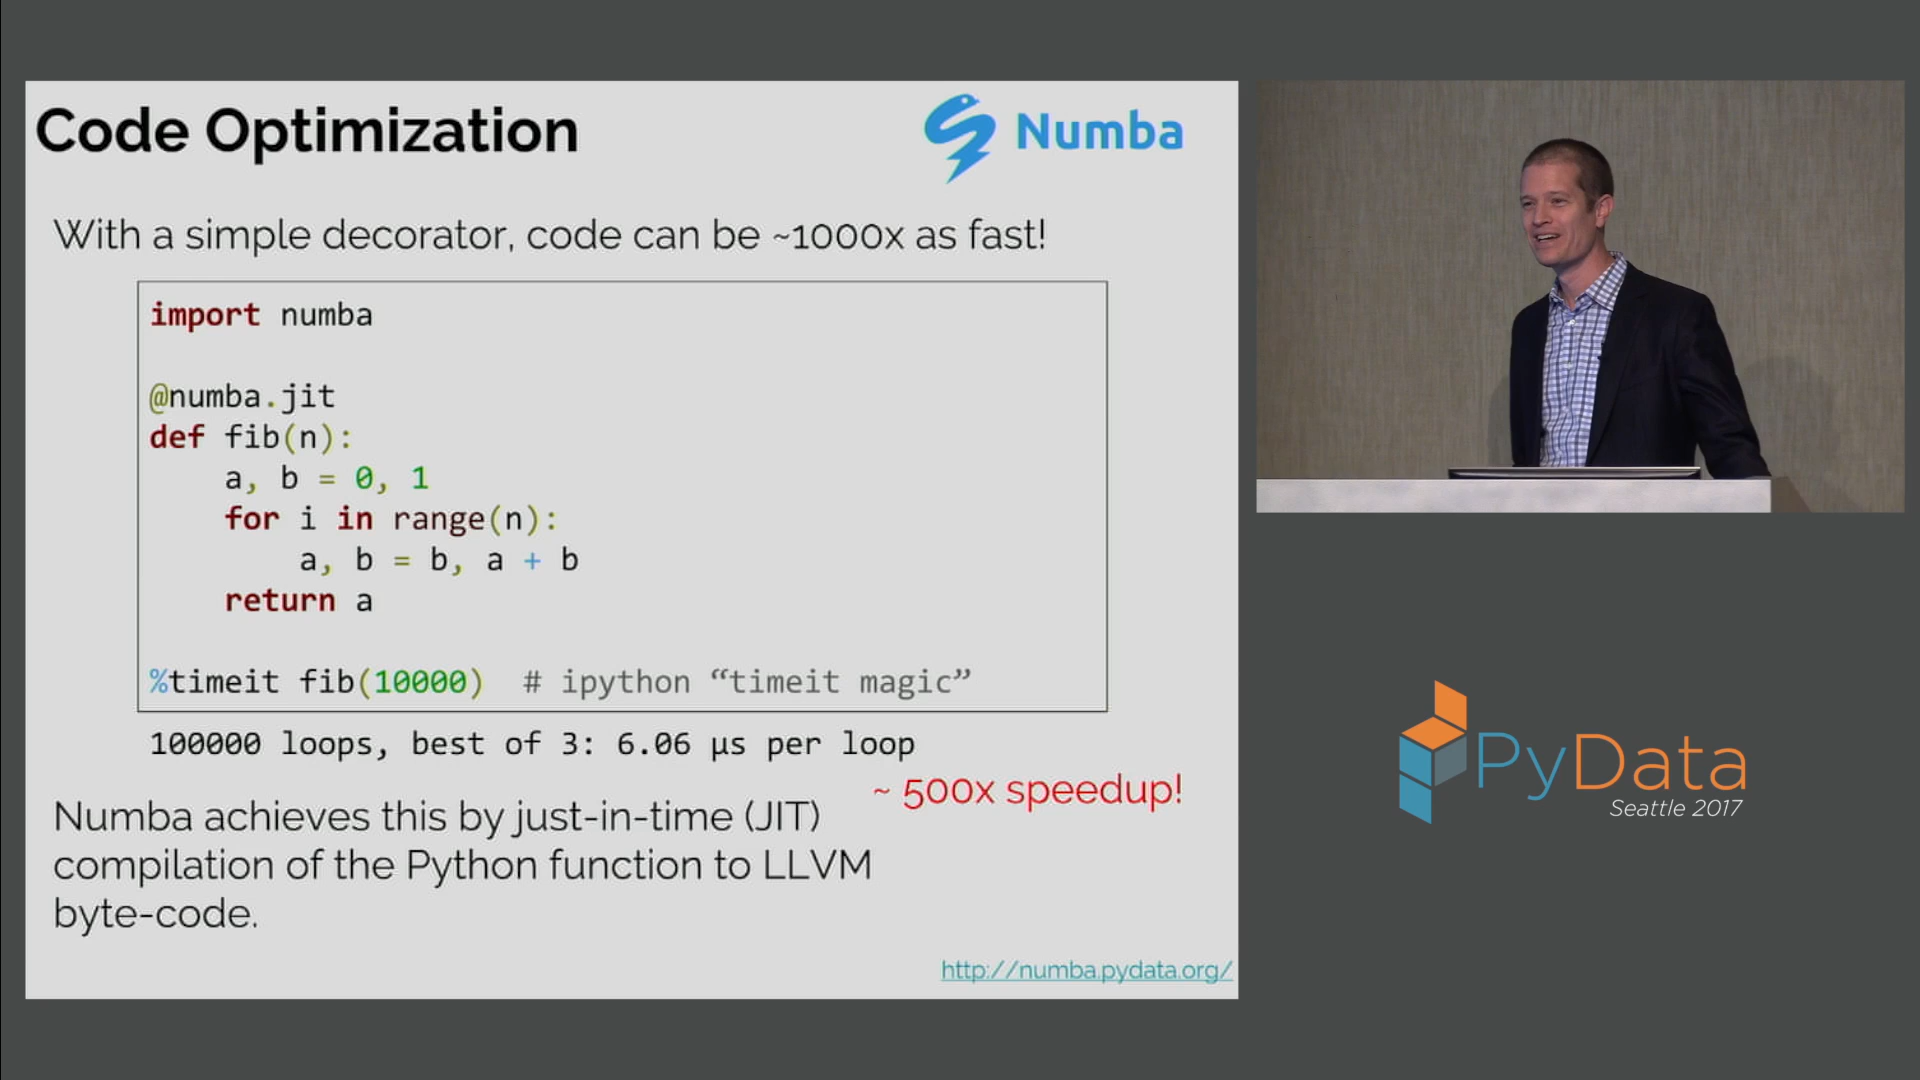 Code Optimization
Numba
With a simple decorator, code can be ~1000x as fast!
import numba
@numba.jit
def fib(n):
    a, b = 0, 1
    for i in range(n):
        a, b = b, a + b
    return a
%timeit fib(10000)  # ipython “timeit magic”
100000 loops, best of 3: 6.06 µs per loop
~ 500x speedup!
Numba achieves this by just-in-time (JIT)
compilation of the Python function to LLVM
byte-code.
http://numba.pydata.org/
PyData
Seattle 2017